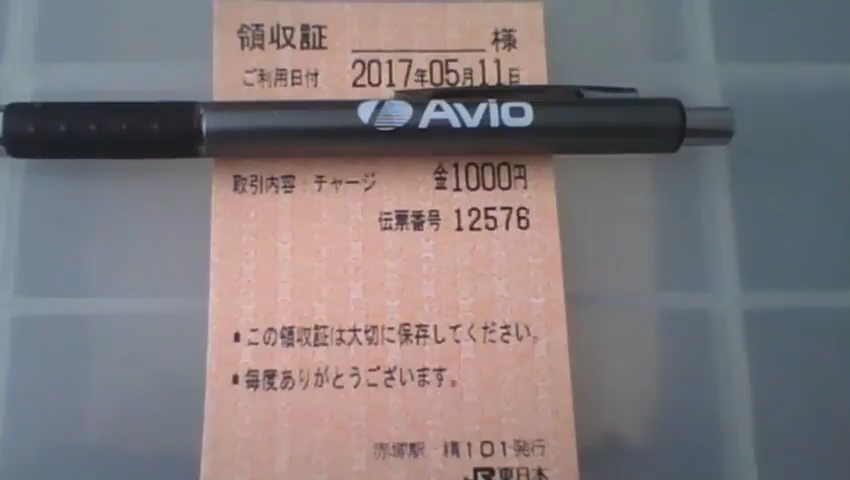 領収証 様
ご利用日付 2017年05月11日
Avio
取引内容：チャージ 金1000円
伝票番号 12576
■この領収証は大切に保存してください。
■毎度ありがとうございます。
赤塚駅 精101発行
JR東日本